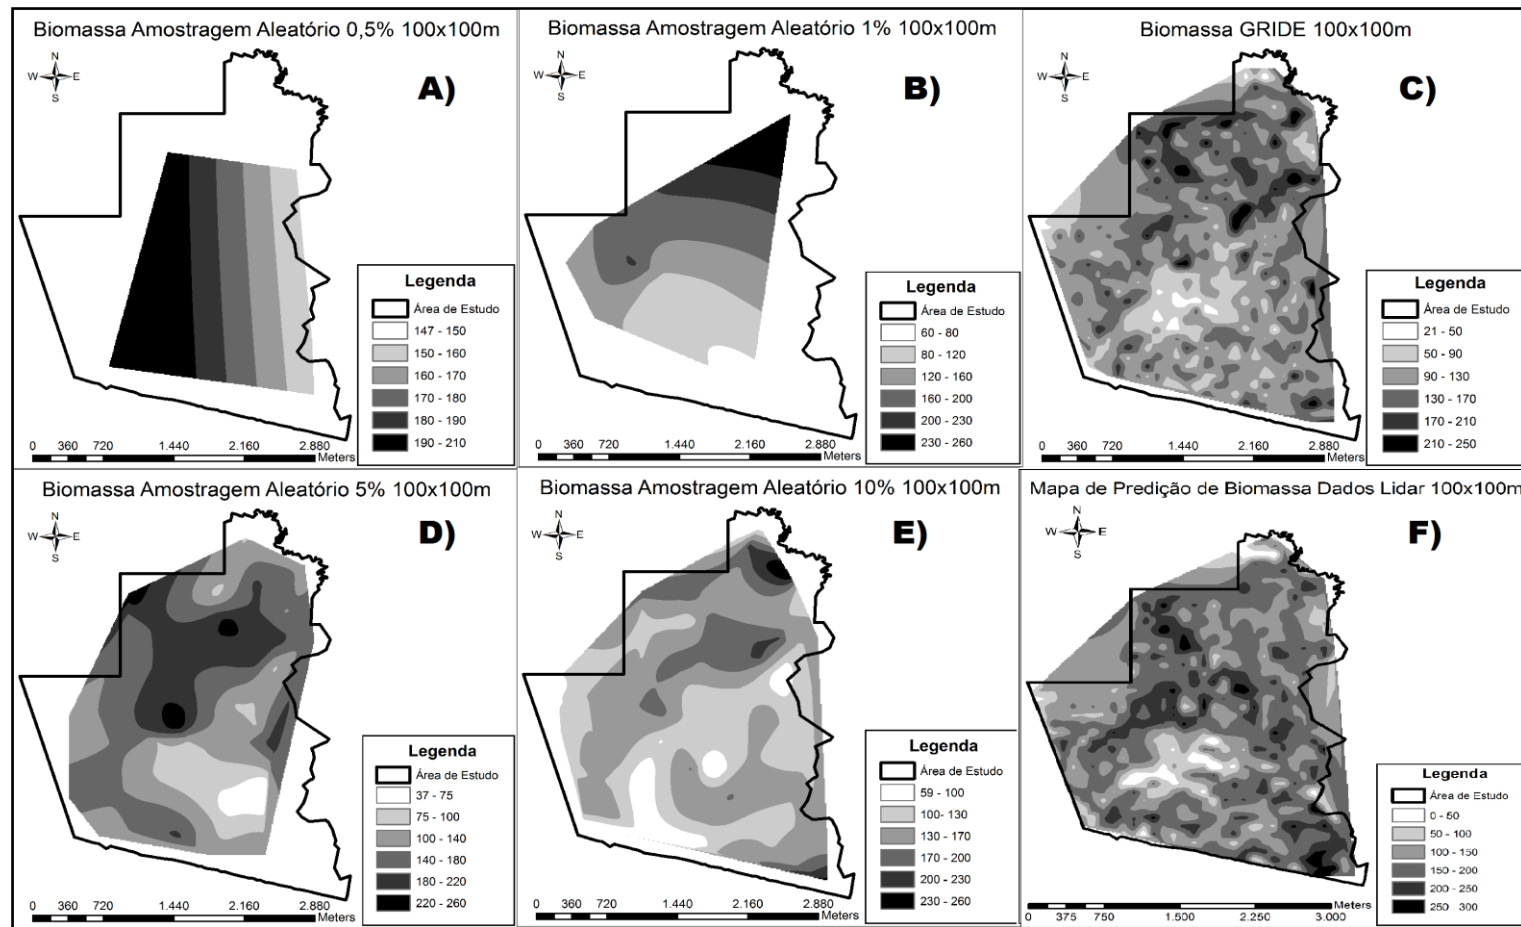 Biomassa Amostragem Aleatório 0,5% 100x100m
N
W E
S
A)
Legenda
Área de Estudo
147 - 150
150 - 160
160 - 170
170 - 180
180 - 190
190 - 210
0 360 720 1.440 2.160 2.880
Meters
Biomassa Amostragem Aleatório 1% 100x100m
N
W E
S
B)
Legenda
Área de Estudo
60 - 80
80 - 120
120 - 160
160 - 200
200 - 230
230 - 260
0 360 720 1.440 2.160 2.880
Meters
Biomassa GRIDE 100x100m
N
W E
S
C)
Legenda
Área de Estudo
21 - 50
50 - 90
90 - 130
130 - 170
170 - 210
210 - 250
0 360 720 1.440 2.160 2.880
Meters
Biomassa Amostragem Aleatório 5% 100x100m
N
W E
S
D)
Legenda
Área de Estudo
37 - 75
75 - 100
100 - 140
140 - 180
180 - 220
220 - 260
0 360 720 1.440 2.160 2.880
Meters
Biomassa Amostragem Aleatório 10% 100x100m
N
W E
S
E)
Legenda
Área de Estudo
59 - 100
100 - 130
130 - 170
170 - 200
200 - 230
230 - 260
0 360 720 1.440 2.160 2.880
Meters
Mapa de Predição de Biomassa Dados Lidar 100x100m
N
W E
S
F)
Legenda
Área de Estudo
0 - 50
50 - 100
100 - 150
150 - 200
200 - 250
250 - 300
0 375 750 1.500 2.250 3.000
Meters